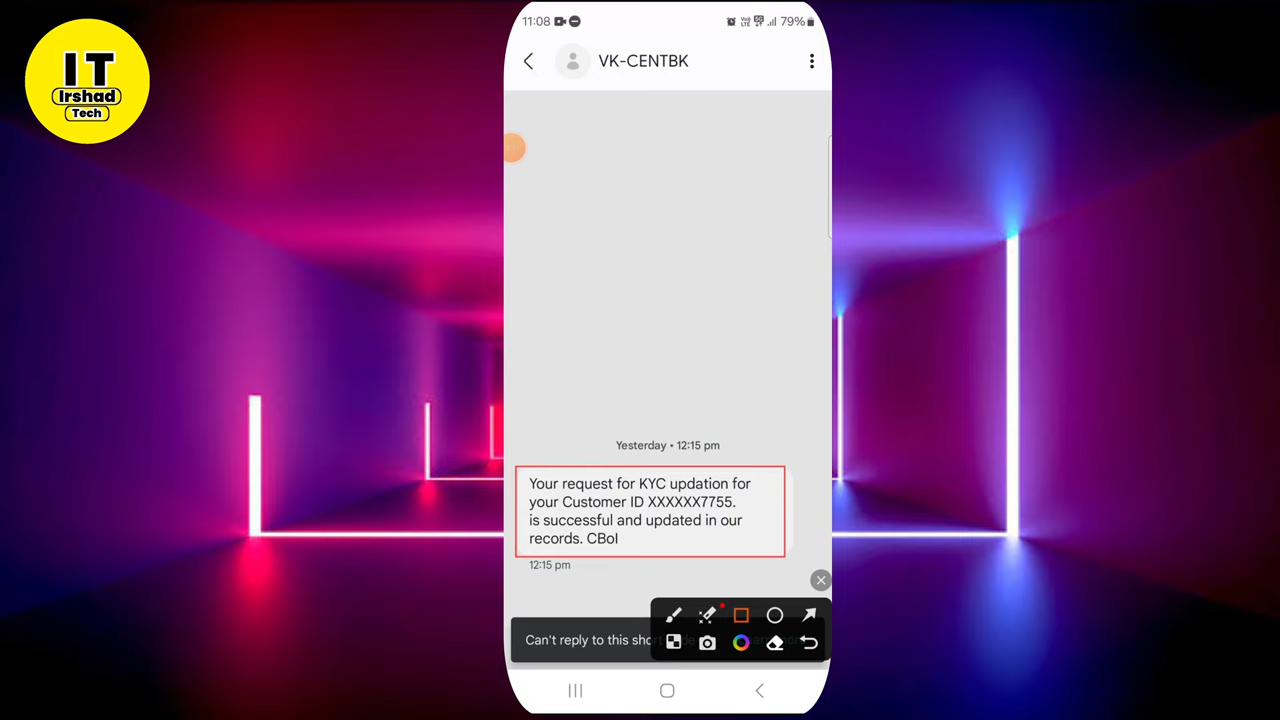 IT
Irshad
Tech
11:08
79%
VK-CENTBK
Yesterday • 12:15 pm
Your request for KYC updation for
your Customer ID XXXXXX7755.
is successful and updated in our
records. CBoI
12:15 pm
Can't reply to this